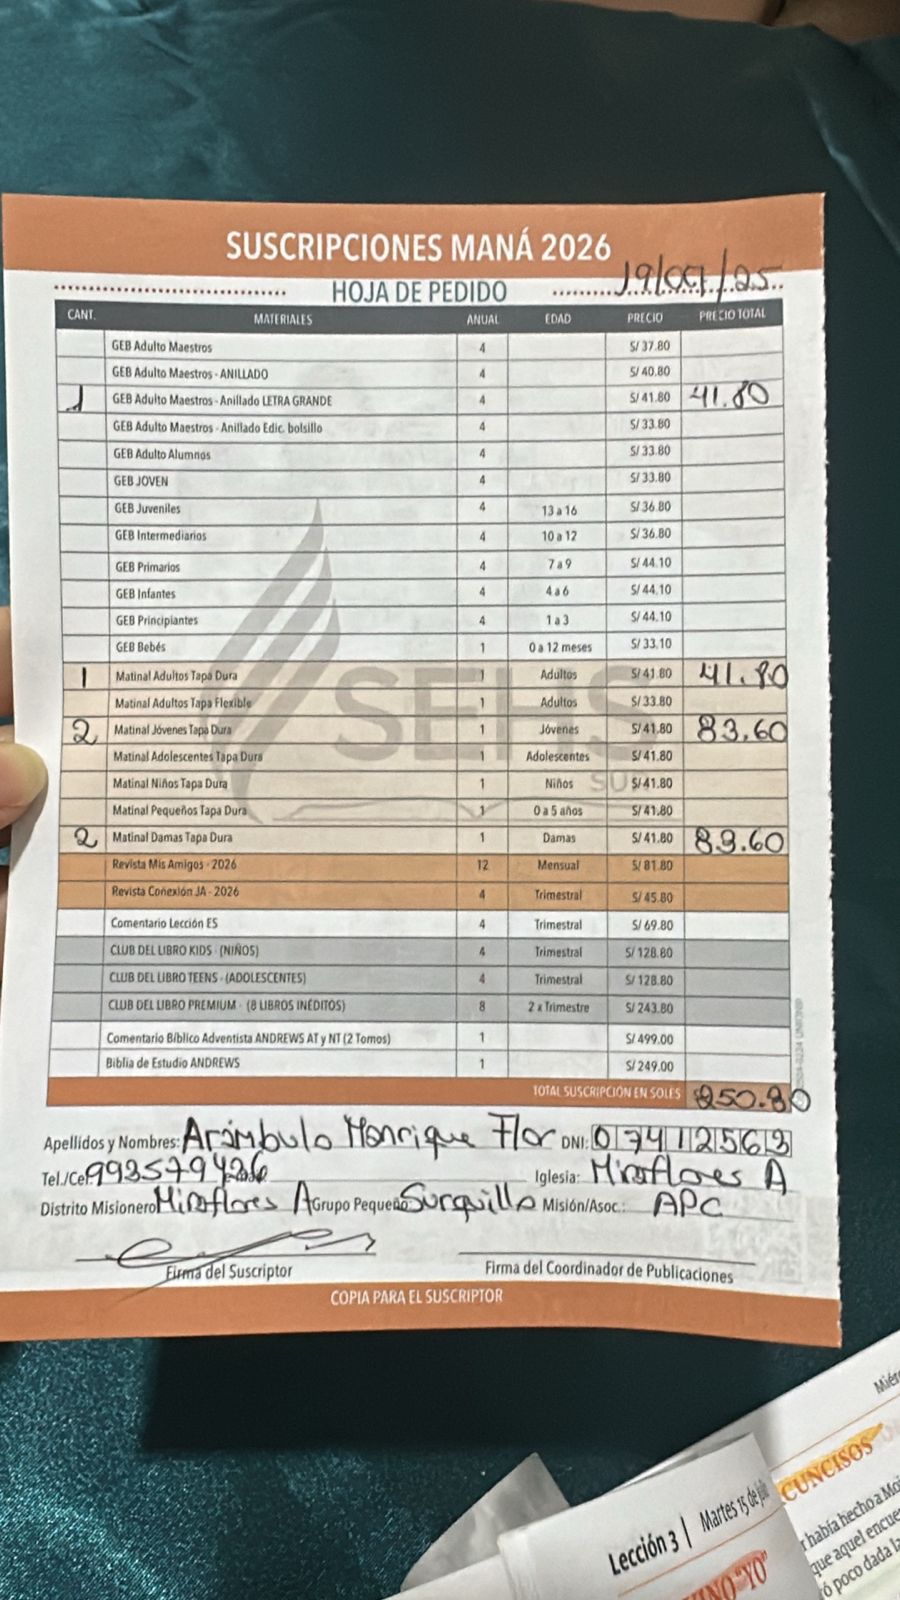 SUSCRIPCIONES MANÁ 2026
HOJA DE PEDIDO 19/07/25
CANT. MATERIALES ANUAL EDAD PRECIO PRECIO TOTAL
GEB Adulto Maestros 4 S/ 37.80
GEB Adulto Maestros - ANILLADO 4 S/ 40.80
1 GEB Adulto Maestros - Anillado LETRA GRANDE 4 S/ 41.80 41.80
GEB Adulto Maestros - Anillado Edic. bolsillo 4 S/ 33.80
GEB Adulto Alumnos 4 S/ 33.80
GEB JOVEN 4 S/ 33.80
GEB Juveniles 4 13 a 16 S/ 36.80
GEB Intermediarios 4 10 a 12 S/ 36.80
GEB Primarios 4 7 a 9 S/ 44.10
GEB Infantes 4 4 a 6 S/ 44.10
GEB Principiantes 4 1 a 3 S/ 44.10
GEB Bebés 1 0 a 12 meses S/ 33.10
1 Matinal Adultos Tapa Dura 1 Adultos S/ 41.80 41.80
Matinal Adultos Tapa Flexible 1 Adultos S/ 33.80
2 Matinal Jóvenes Tapa Dura 1 Jóvenes S/ 41.80 83.60
Matinal Adolescentes Tapa Dura 1 Adolescentes S/ 41.80
Matinal Niños Tapa Dura 1 Niños S/ 41.80
Matinal Pequeños Tapa Dura 1 0 a 5 años S/ 41.80
2 Matinal Damas Tapa Dura 1 Damas S/ 41.80 83.60
Revista Mis Amigos - 2026 12 Mensual S/ 81.80
Revista Conexión JA - 2026 4 Trimestral S/ 45.80
Comentario Lección ES 4 Trimestral S/ 69.80
CLUB DEL LIBRO KIDS - (NIÑOS) 4 Trimestral S/ 128.80
CLUB DEL LIBRO TEENS - (ADOLESCENTES) 4 Trimestral S/ 128.80
CLUB DEL LIBRO PREMIUM - (8 LIBROS INÉDITOS) 8 2 x Trimestre S/ 243.80
Comentario Bíblico Adventista ANDREWS AT y NT (2 Tomos) 1 S/ 499.00
Biblia de Estudio ANDREWS 1 S/ 249.00
TOTAL SUSCRIPCIÓN EN SOLES 250.80
SEHS
Apellidos y Nombres: Arámbulo Manrique Flor DNI: 07412563
Tel./Cel Iglesia: Miraflores A
Distrito Misionero Miraflores A Grupo Pequeño Surquillo Misión/Asoc.: APC
Firma del Suscriptor Firma del Coordinador de Publicaciones
COPIA PARA EL SUSCRIPTOR
CUNCISOS
había hecho a
que aquel
ó poco dada
Lección 3 | Martes 15 de
"YO"